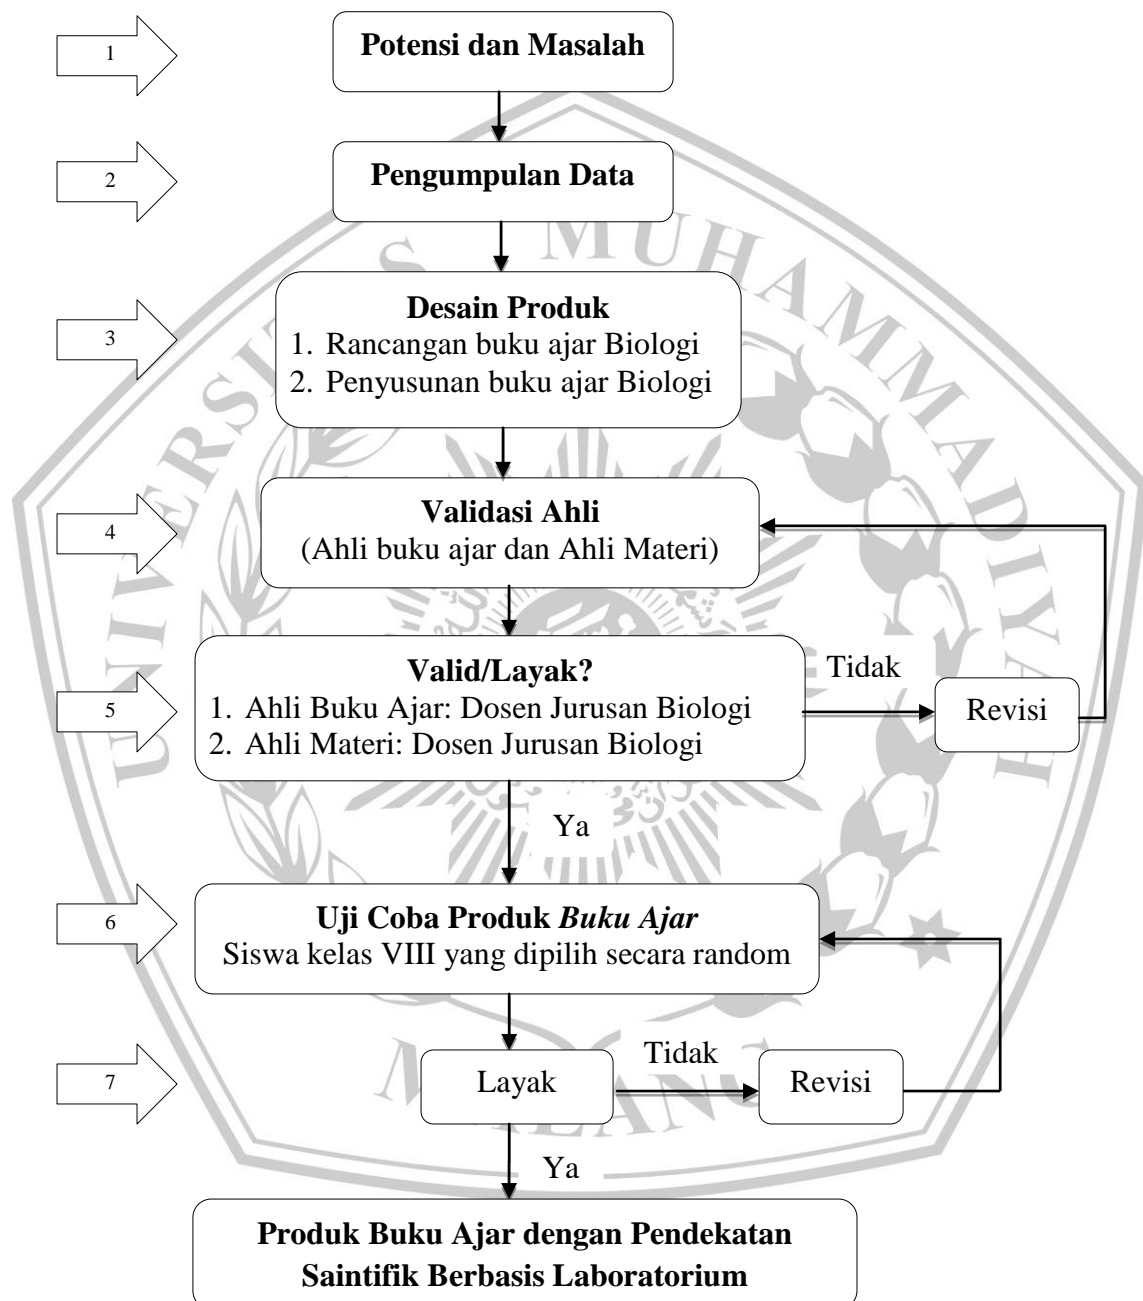 1
Potensi dan Masalah
2
Pengumpulan Data
3
Desain Produk
1. Rancangan buku ajar Biologi
2. Penyusunan buku ajar Biologi
4
Validasi Ahli
(Ahli buku ajar dan Ahli Materi)
5
Valid/Layak?
1. Ahli Buku Ajar: Dosen Jurusan Biologi
2. Ahli Materi: Dosen Jurusan Biologi
Tidak
Revisi
Ya
6
Uji Coba Produk Buku Ajar
Siswa kelas VIII yang dipilih secara random
7
Layak
Tidak
Revisi
Ya
Produk Buku Ajar dengan Pendekatan
Saintifik Berbasis Laboratorium
UNIVERSITAS MUHAMMADIYAH
MALANG